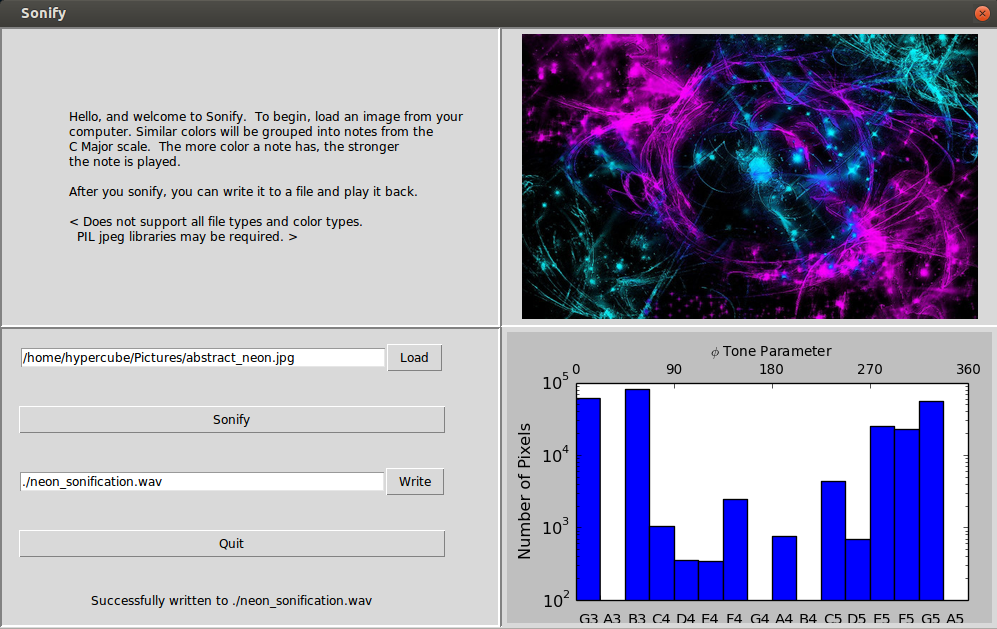 Sonify
Hello, and welcome to Sonify.  To begin, load an image from your
computer. Similar colors will be grouped into notes from the
C Major scale.  The more color a note has, the stronger
the note is played.
After you sonify, you can write it to a file and play it back.
< Does not support all file types and color types.
PIL jpeg libraries may be required. >
/home/hypercube/Pictures/abstract_neon.jpg
Load
Sonify
./neon_sonification.wav
Write
Quit
Successfully written to ./neon_sonification.wav
ϕ Tone Parameter
0 90 180 270 360
Number of Pixels
10^5
10^4
10^3
10^2
G3 A3 B3 C4 D4 E4 F4 G4 A4 B4 C5 D5 E5 F5 G5 A5